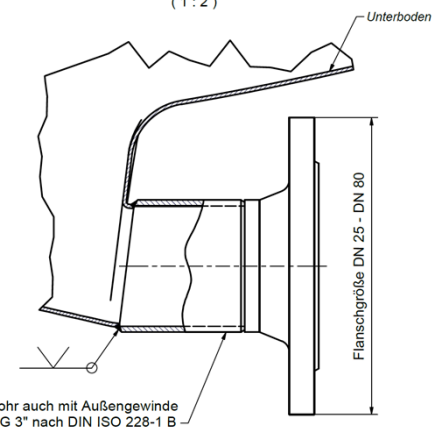 ( 1 : 2 )
Unterboden
Flanschgröße DN 25 - DN 80
ohr auch mit Außengewinde
G 3" nach DIN ISO 228-1 B